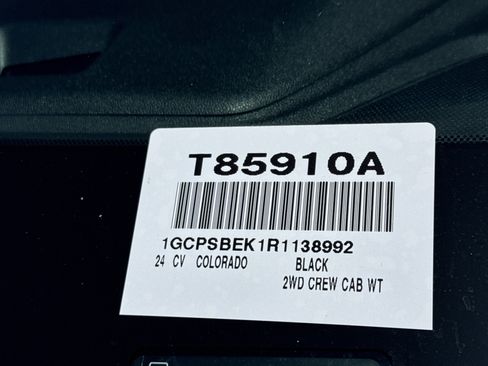 T85910A
1GCPSBEK1R1138992
24 CV COLORADO BLACK
2WD CREW CAB WT